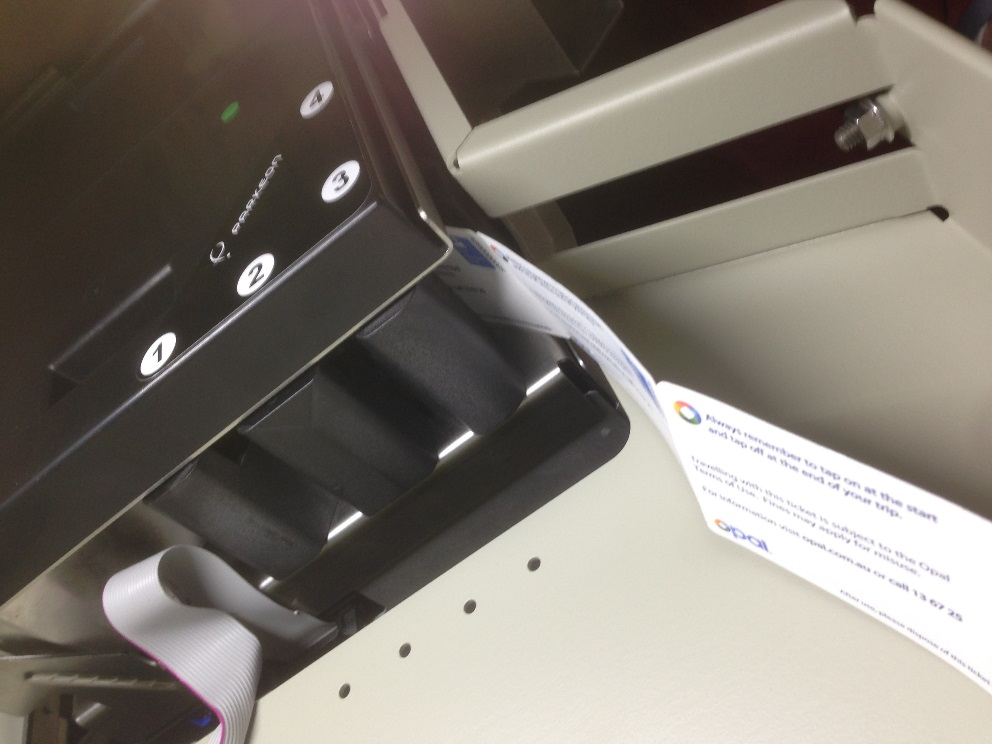 4
3
PARKEON
2
1
Always remember to tap on at the start
and tap off at the end of your trip.
Travelling with this ticket is subject to the Opal
Terms of Use. Fines may apply for misuse.
For information visit opal.com.au or call 13 67 25
opal
After use, please dispose of this ticket